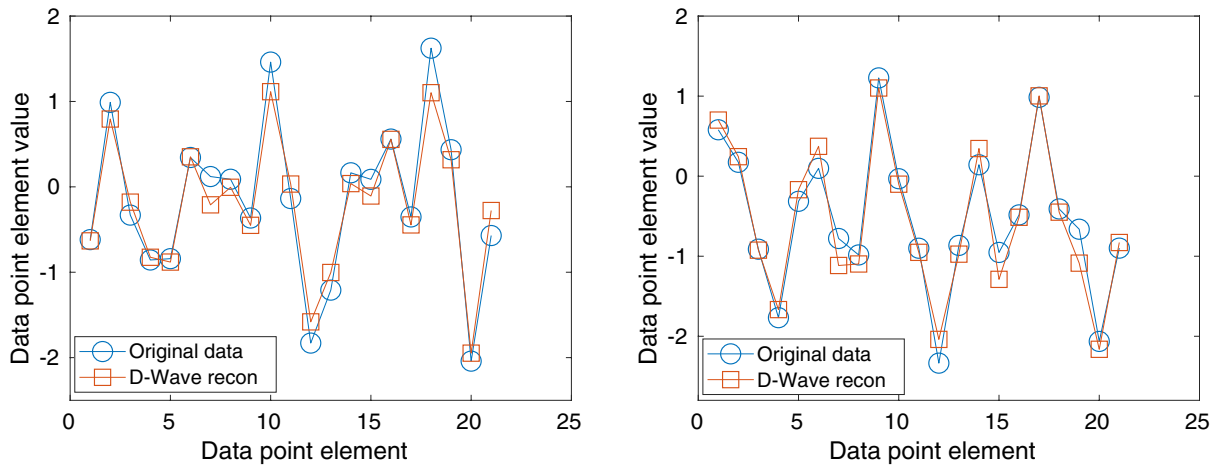 2
1
0
-1
-2
0
5
10
15
20
25
Data point element value
Data point element
Original data
D-Wave recon
2
1
0
-1
-2
0
5
10
15
20
25
Data point element value
Data point element
Original data
D-Wave recon